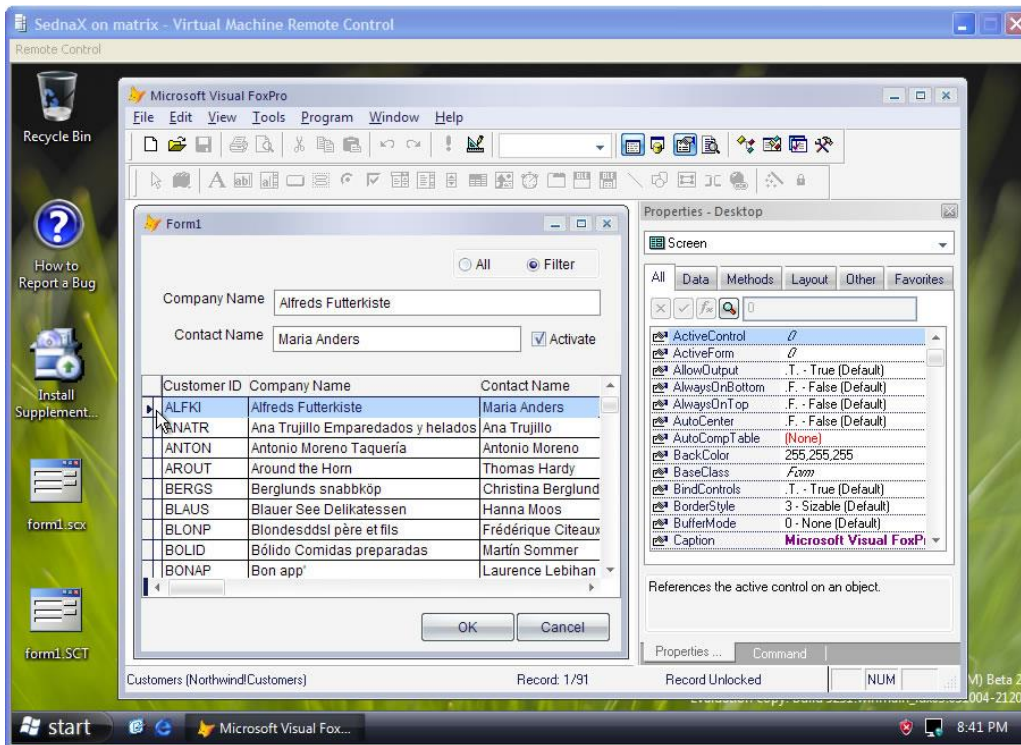 SednaX on matrix - Virtual Machine Remote Control
Remote Control
Recycle Bin
How to
Report a Bug
Install
Supplement...
form1.scx
form1.SCT
Microsoft Visual FoxPro
File Edit View Tools Program Window Help
Form1
All Filter
Company Name Alfreds Futterkiste
Contact Name Maria Anders Activate
Customer ID Company Name Contact Name
ALFKI Alfreds Futterkiste Maria Anders
ANATR Ana Trujillo Emparedados y helados Ana Trujillo
ANTON Antonio Moreno Taquería Antonio Moreno
AROUT Around the Horn Thomas Hardy
BERGS Berglunds snabbköp Christina Berglund
BLAUS Blauer See Delikatessen Hanna Moos
BLONP Blondesddsl père et fils Frédérique Citeaux
BOLID Bólido Comidas preparadas Martín Sommer
BONAP Bon app' Laurence Lebihan
OK Cancel
Properties - Desktop
Screen
All Data Methods Layout Other Favorites
0
ActiveControl 0
ActiveForm 0
AllowOutput .T. - True (Default)
AlwaysOnBottom .F. - False (Default)
AlwaysOnTop .F. - False (Default)
AutoCenter .F. - False (Default)
AutoCompTable (None)
BackColor 255,255,255
BaseClass Form
BindControls .T. - True (Default)
BorderStyle 3 - Sizable (Default)
BufferMode 0 - None (Default)
Caption Microsoft Visual FoxP
References the active control on an object.
Properties ... Command
Customers (Northwind!Customers) Record: 1/91 Record Unlocked NUM
M) Beta 2
start Microsoft Visual Fox... 8:41 PM